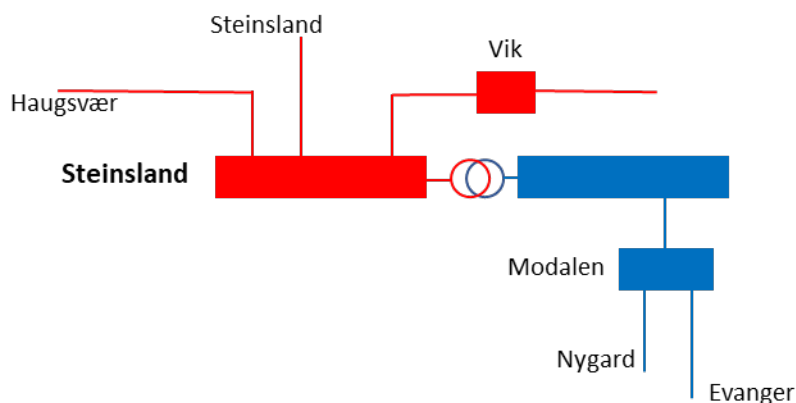 Steinsland
Vik
Haugsvær
Steinsland
Modalen
Nygard
Evanger